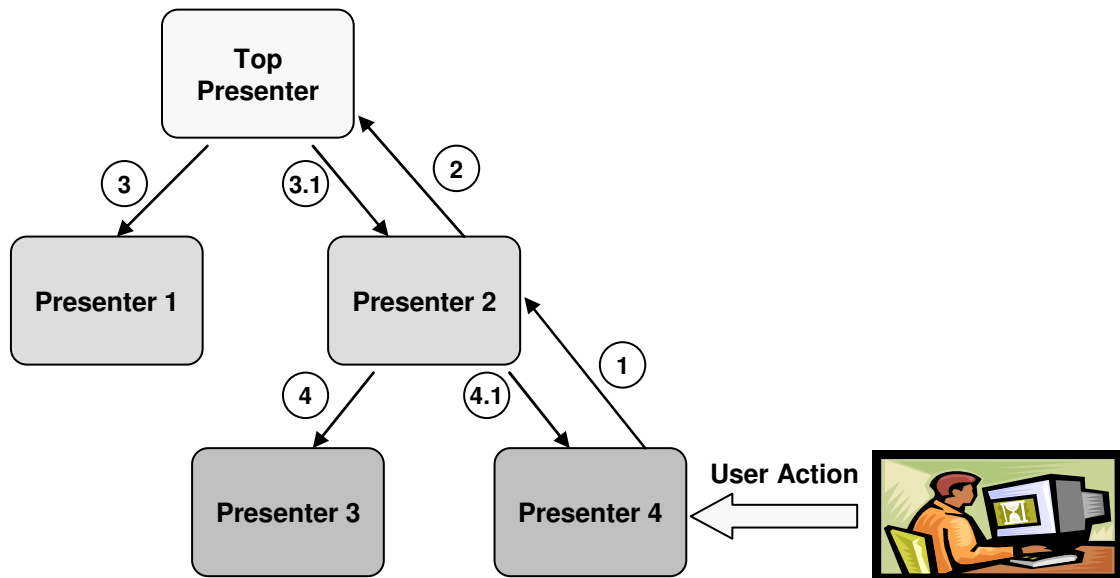 Top
Presenter
3
3.1
2
Presenter 1
Presenter 2
1
4
4.1
User Action
Presenter 3
Presenter 4